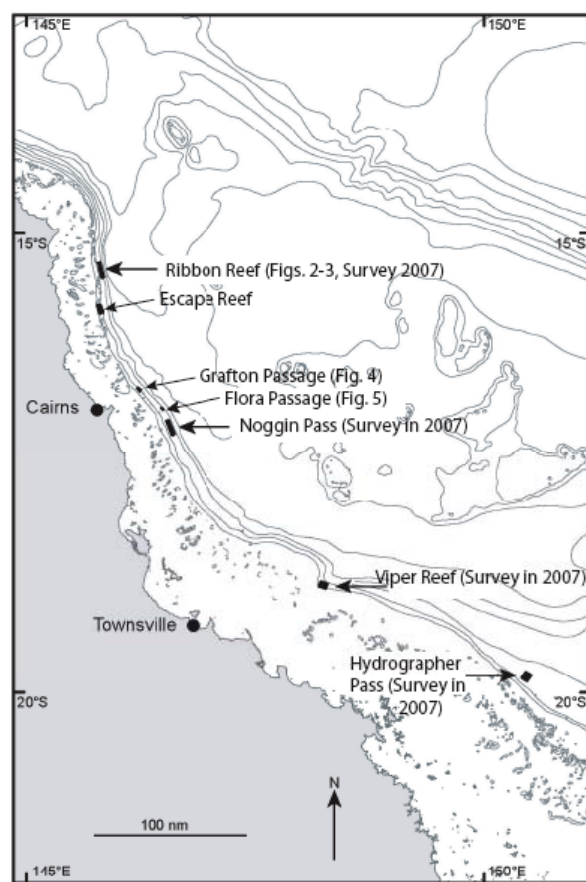 145°E
150°E
15°S
15°S
Ribbon Reef (Figs. 2-3, Survey 2007)
Escape Reef
Grafton Passage (Fig. 4)
Flora Passage (Fig. 5)
Cairns
Noggin Pass (Survey in 2007)
Viper Reef (Survey in 2007)
Townsville
Hydrographer
Pass (Survey in
2007)
20°S
20°S
N
100 nm
145°E
150°E